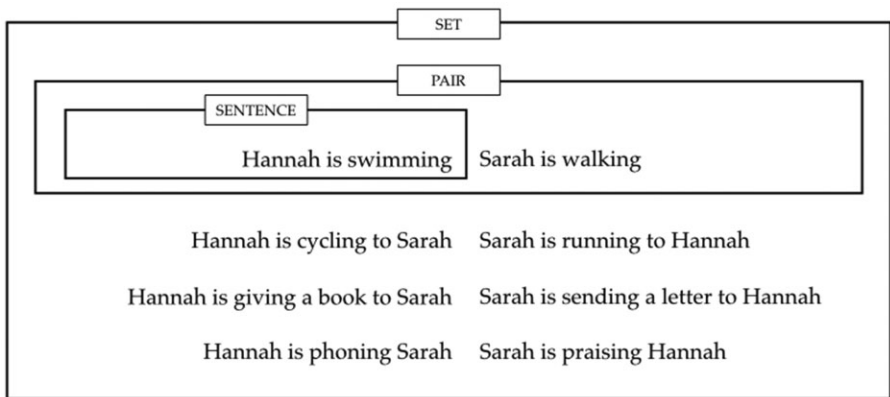 SET
PAIR
SENTENCE
Hannah is swimming Sarah is walking
Hannah is cycling to Sarah Sarah is running to Hannah
Hannah is giving a book to Sarah Sarah is sending a letter to Hannah
Hannah is phoning Sarah Sarah is praising Hannah